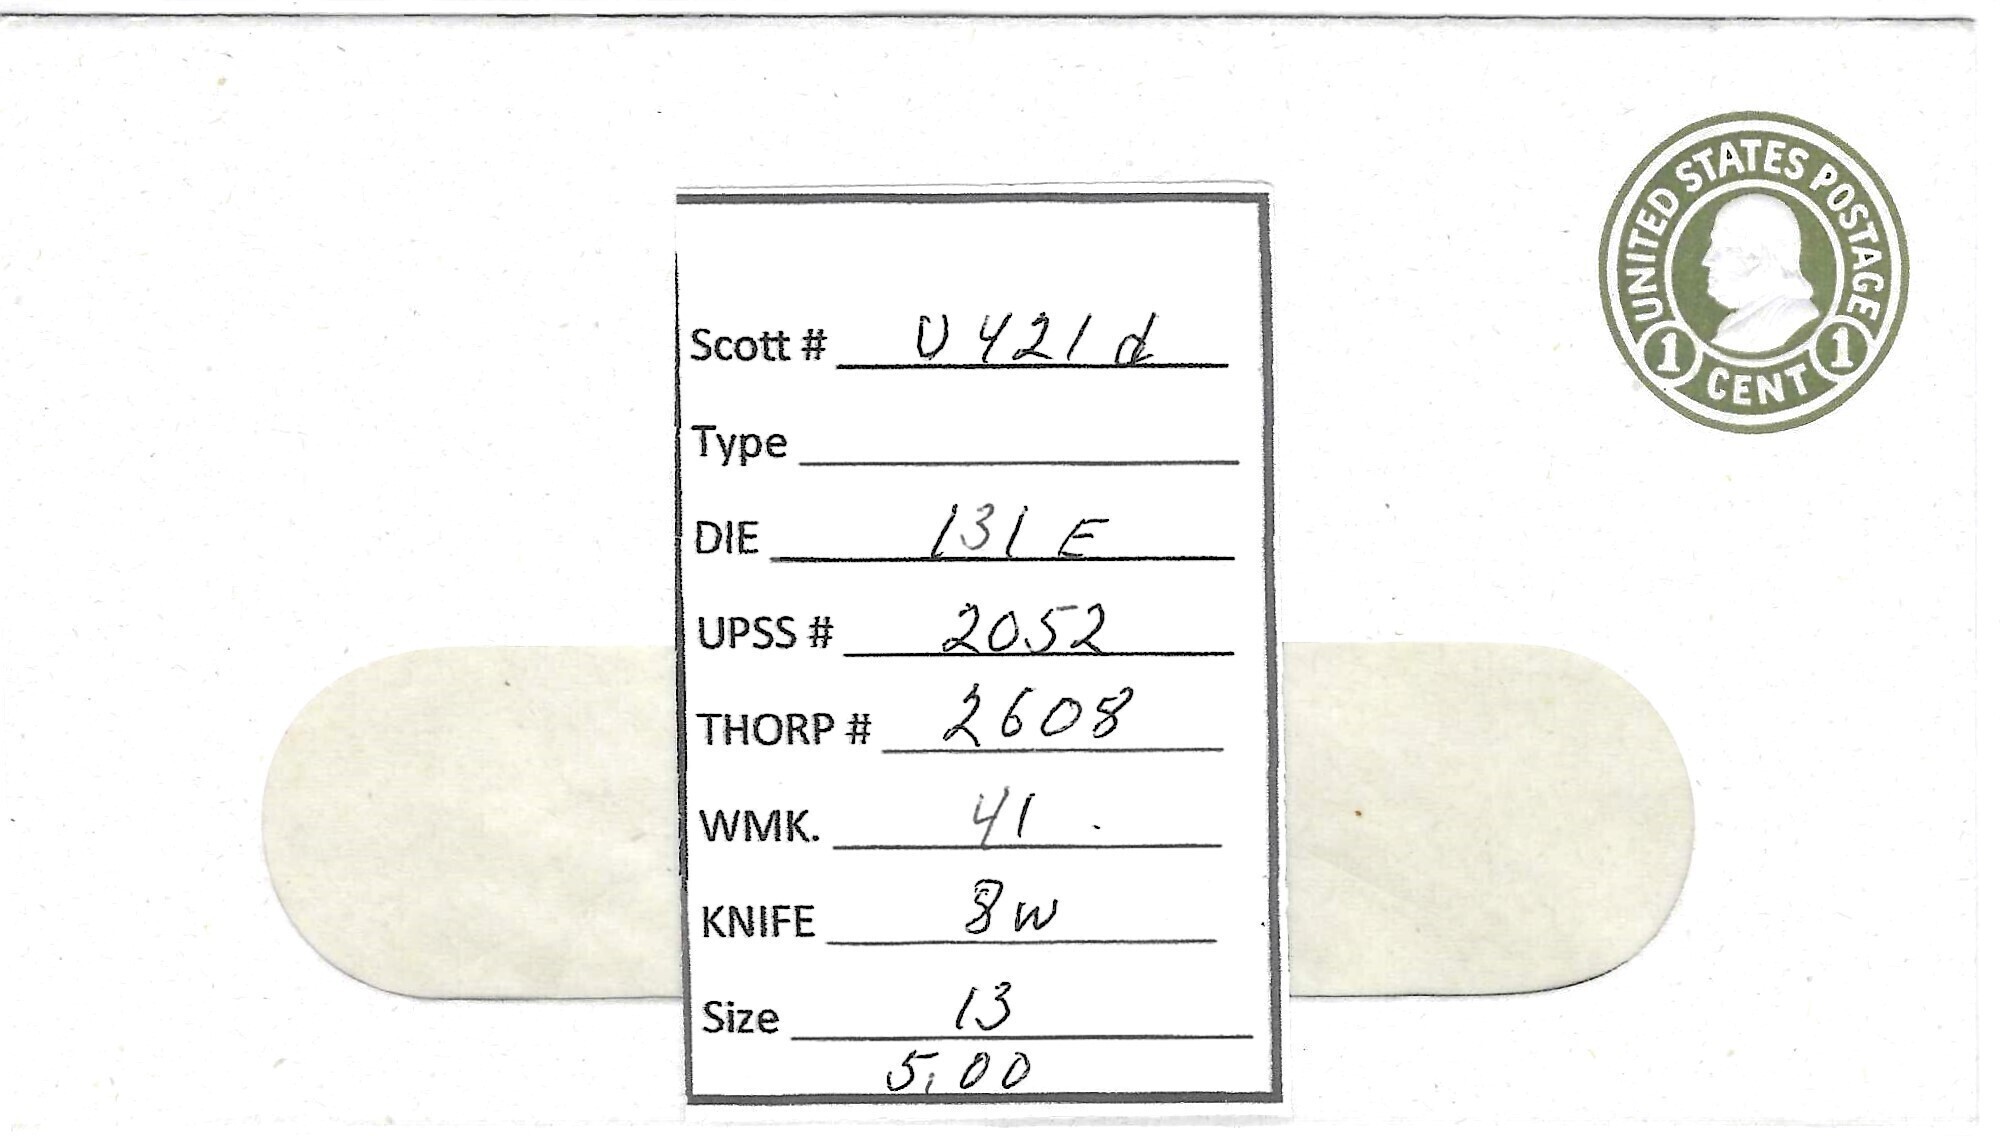 UNITED STATES POSTAGE
1 CENT 1
Scott # U421d
Type
DIE 131E
UPSS # 2052
THORP # 2608
WMK. 41
KNIFE 8W
Size 13
5.00